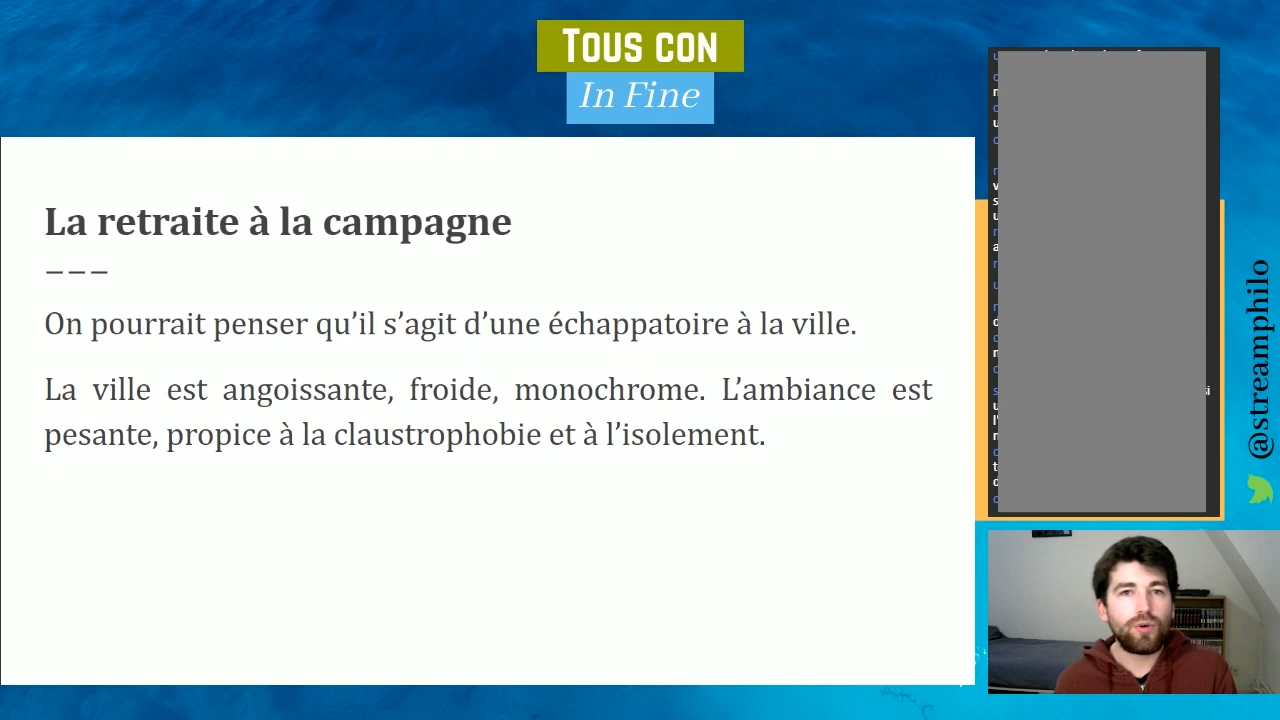 TOUS CON
In Fine
La retraite à la campagne
–––
On pourrait penser qu’il s’agit d’une échappatoire à la ville.
La ville est angoissante, froide, monochrome. L’ambiance est
pesante, propice à la claustrophobie et à l’isolement.
@streamphilo